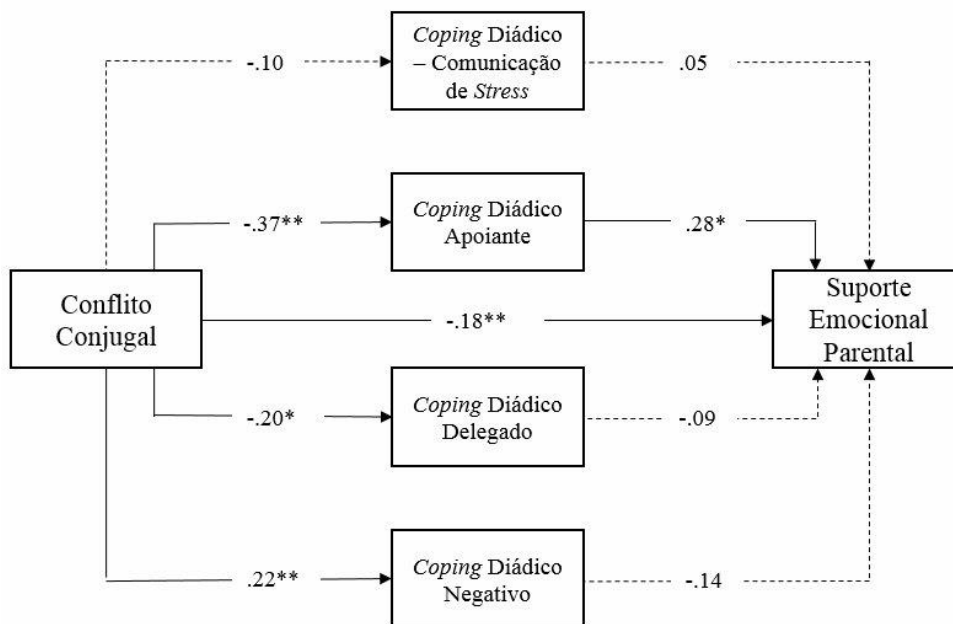 Coping Diádico
– Comunicação
de Stress
-.10
.05
Coping Diádico
Apoiante
-.37**
.28*
Conflito
Conjugal
-.18**
Suporte
Emocional
Parental
Coping Diádico
Delegado
-.20*
-.09
Coping Diádico
Negativo
.22**
-.14